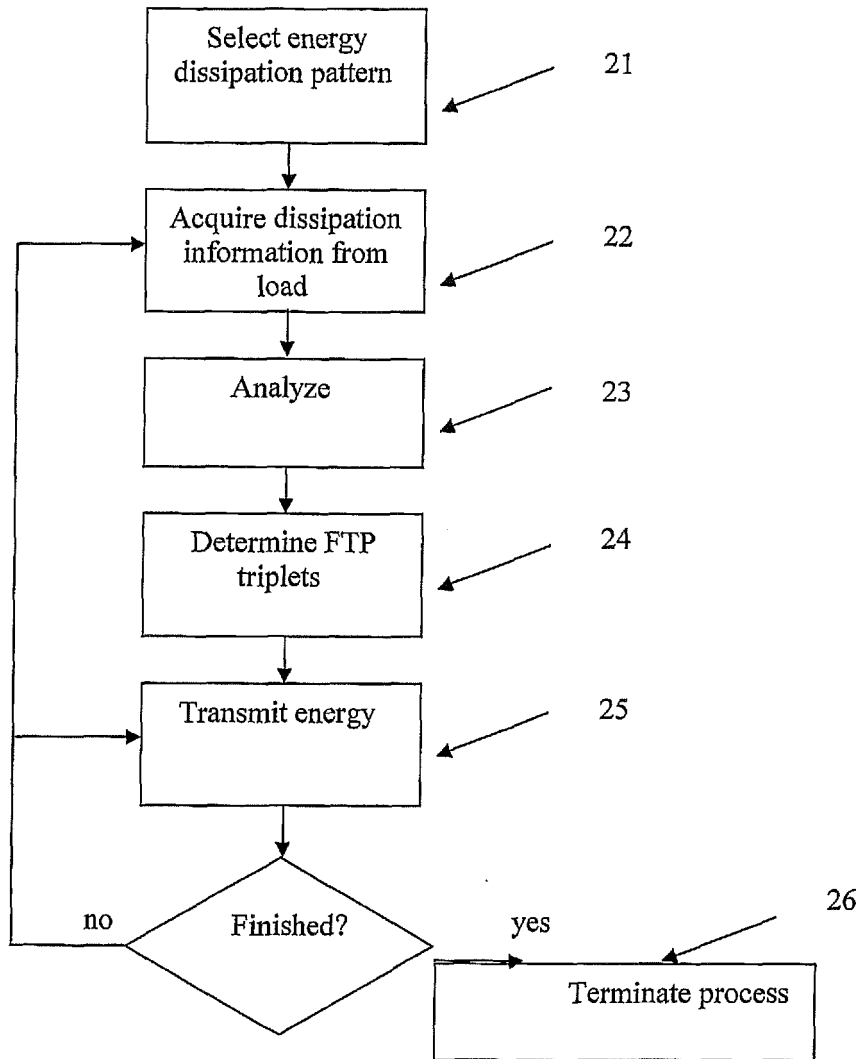 Select energy
dissipation pattern
21
Acquire dissipation
information from
load
22
Analyze
23
Determine FTP
triplets
24
Transmit energy
25
Finished?
no
yes
26
Terminate process